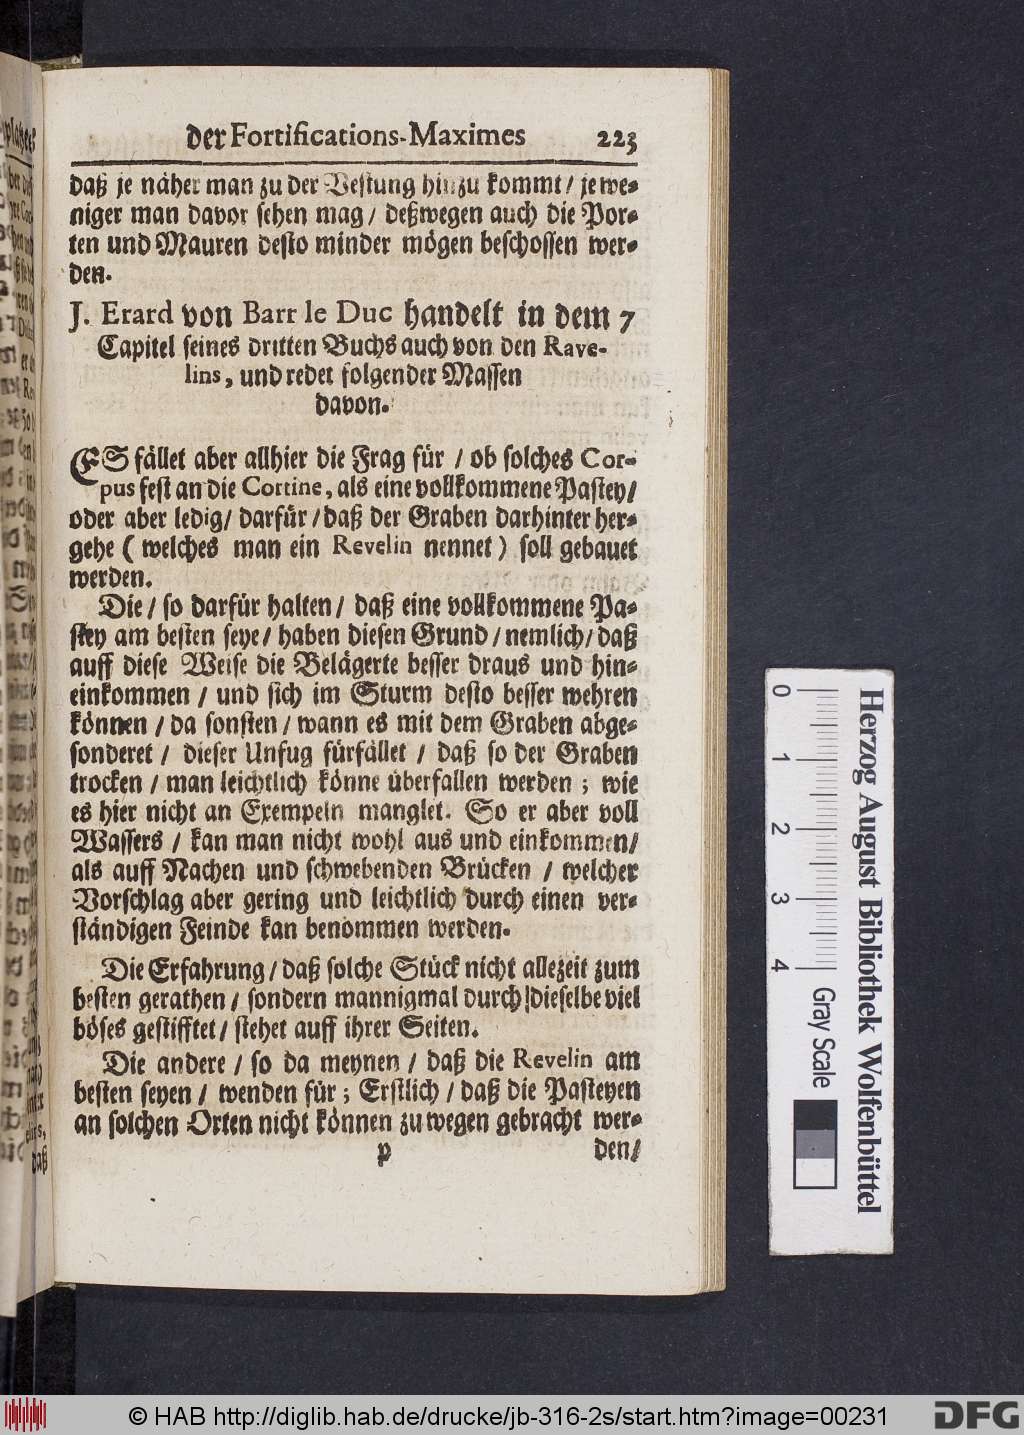 der Fortifications-Maximes 223
daß je näher man zu der Vestung hinzu kommt / je we-
niger man davor sehen mag / deßwegen auch die Por-
ten und Mauren desto minder mögen beschossen wer-
den.
J. Erard von Barr le Duc handelt in dem 7
Capitel seines dritten Buchs auch von den Rave-
lins, und redet folgender Massen
davon.
ES fället aber allhier die Frag für / ob solches Cor-
pus fest an die Cortine, als eine vollkommene Pastey /
oder aber ledig / darfür / daß der Graben darhinter her-
gehe ( welches man ein Revelin nennet ) soll gebauet
werden.
Die / so darfür halten / daß eine vollkommene Pa-
stey am besten seye / haben diesen Grund / nemlich / daß
auff diese Weise die Belägerte besser draus und hin-
einkommen / und sich im Sturm desto besser wehren
können / da sonsten / wann es mit dem Graben abge-
sonderet / dieser Unfug fürfället / daß so der Graben
trocken / man leichtlich könne überfallen werden ; wie
es hier nicht an Exempeln manglet. So er aber voll
Wassers / kan man nicht wohl aus und einkommen /
als auff Nachen und schwebenden Brücken / welcher
Vorschlag aber gering und leichtlich durch einen ver-
ständigen Feinde kan benommen werden.
Die Erfahrung / daß solche Stück nicht allezeit zum
besten gerathen / sondern mannigmal durch dieselbe viel
böses gestifftet / stehet auff ihrer Seiten.
Die andere / so da meynen / daß die Revelin am
besten seyen / wenden für ; Erstlich / daß die Pasteyen
an solchen Orten nicht können zu wegen gebracht wer-
p den /
0 1 2 3 4
Gray Scale
Herzog August Bibliothek Wolfenbüttel
© HAB http://diglib.hab.de/drucke/jb-316-2s/start.htm?image=00231
DFG